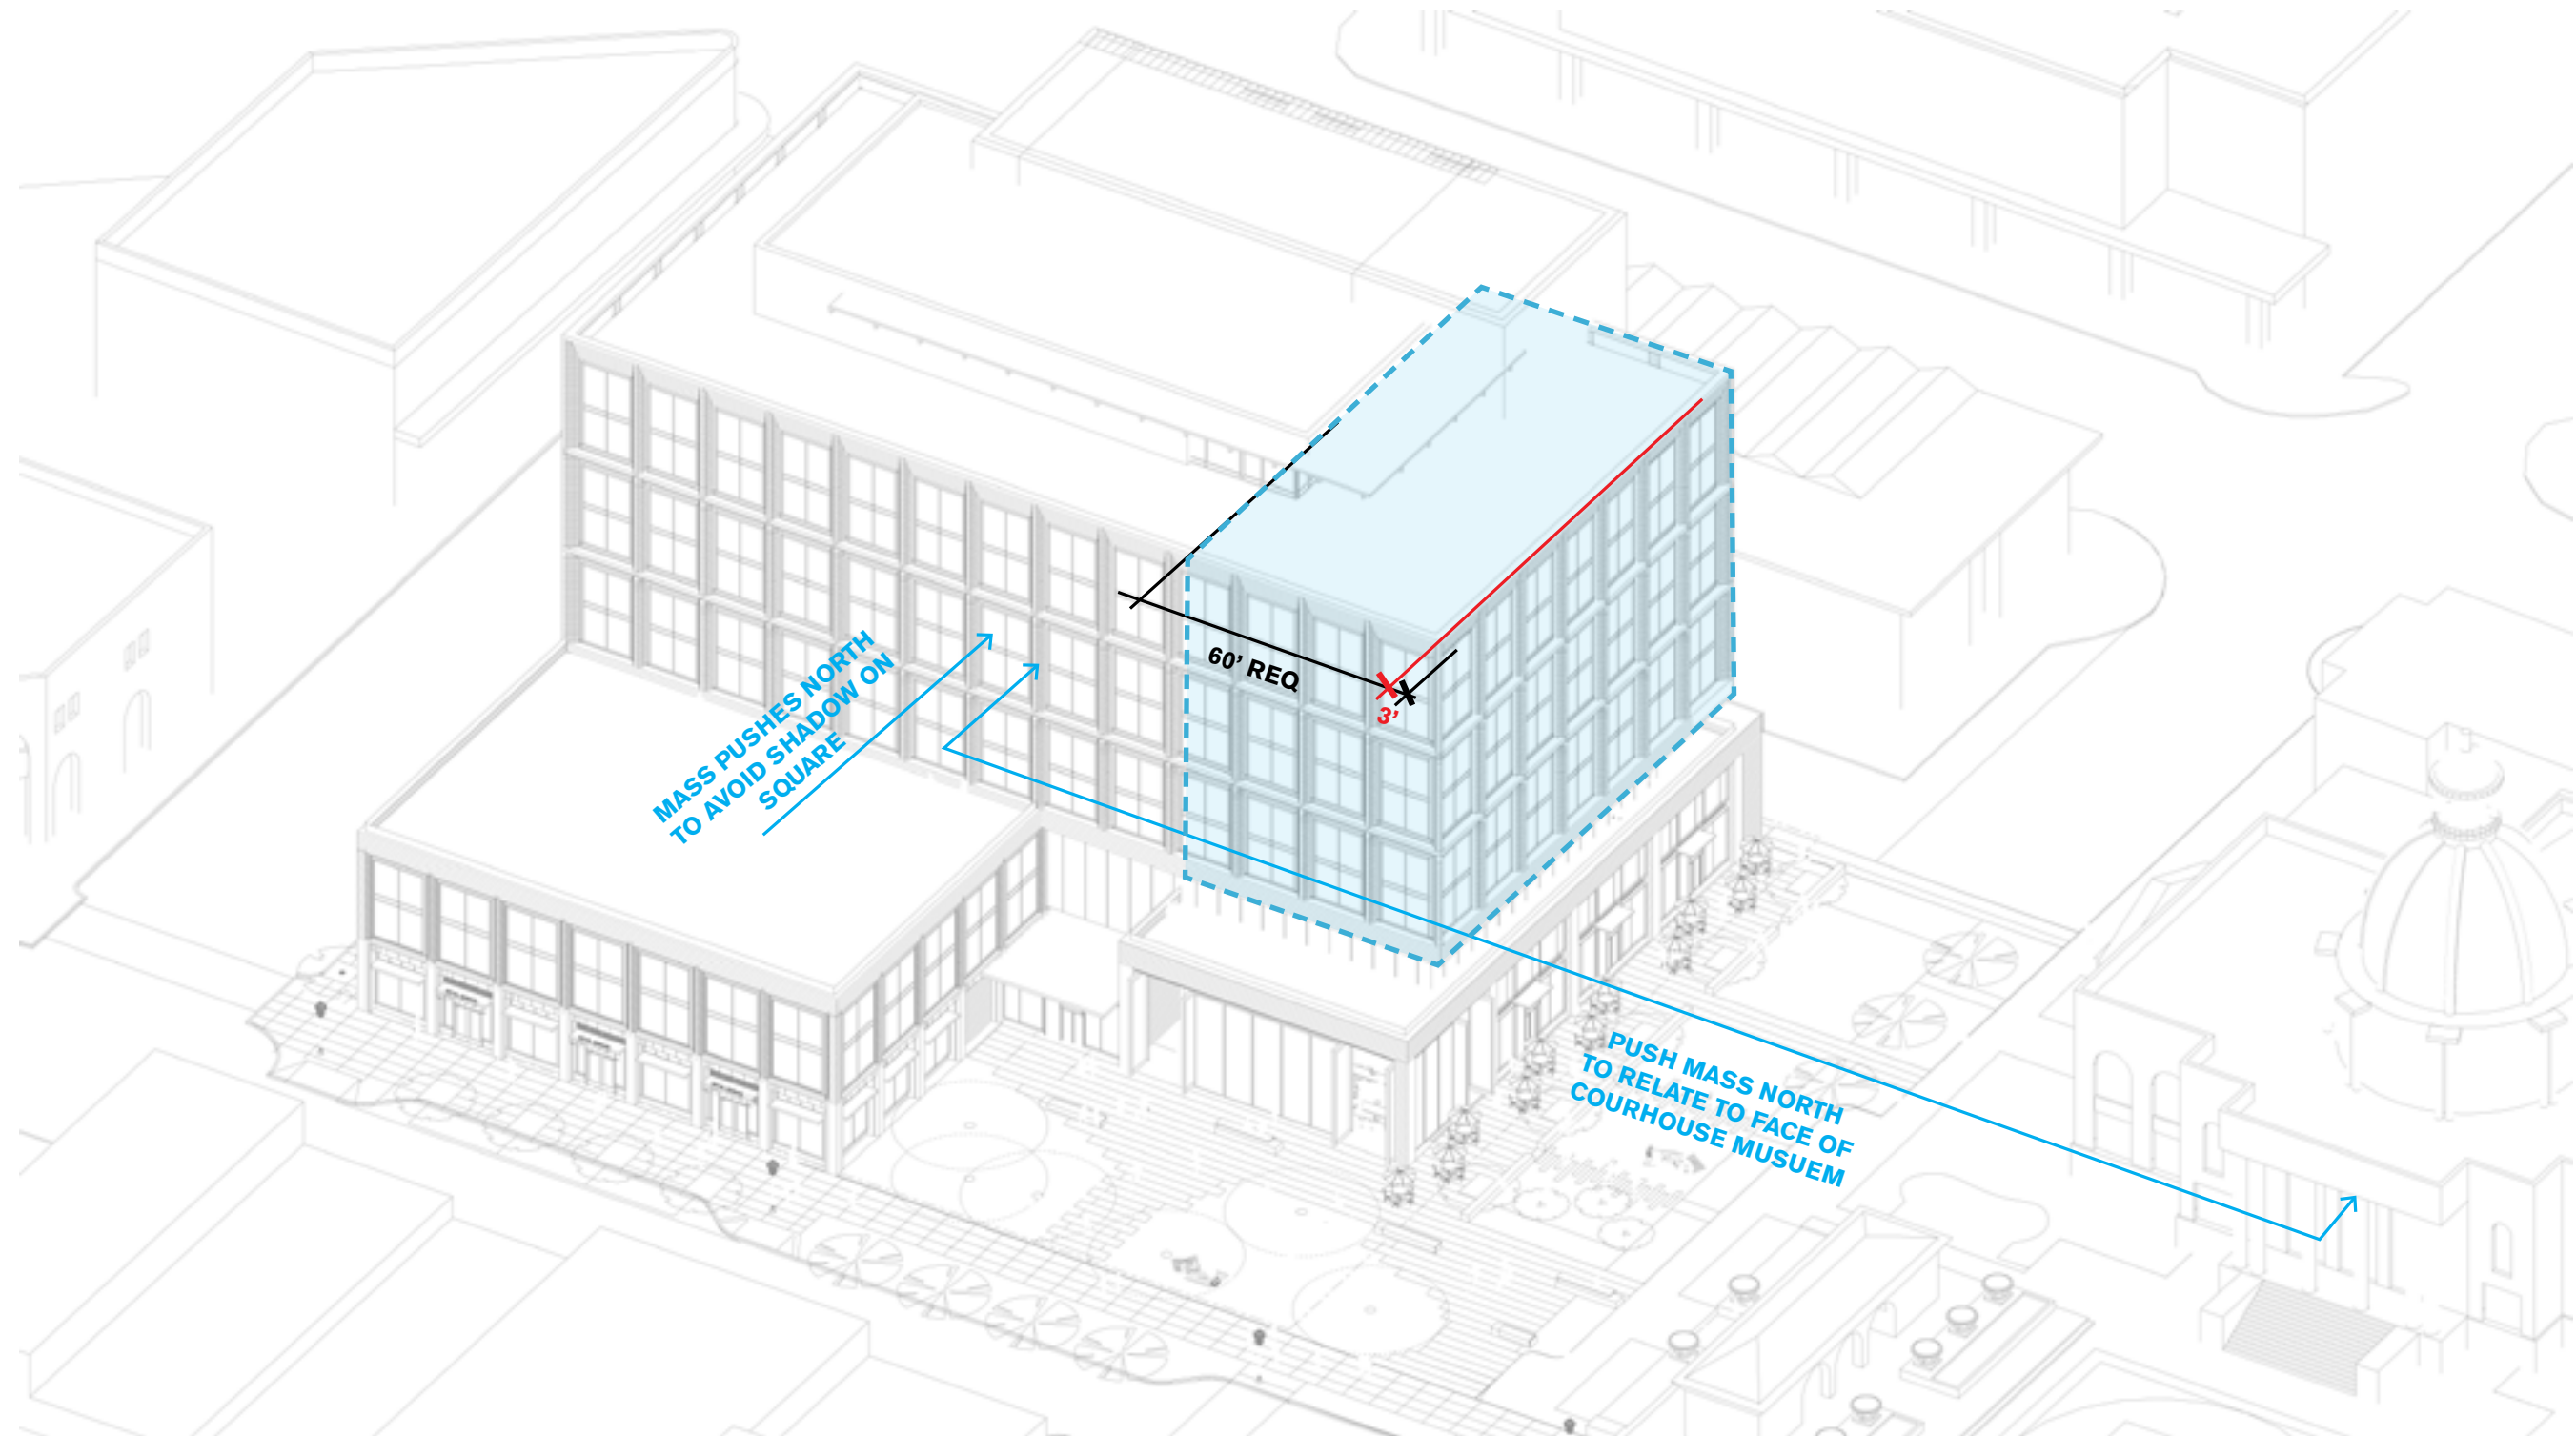 MASS PUSHES NORTH
TO AVOID SHADOW ON
SQUARE
60’ REQ
3’
PUSH MASS NORTH
TO RELATE TO FACE OF
COURHOUSE MUSUEM